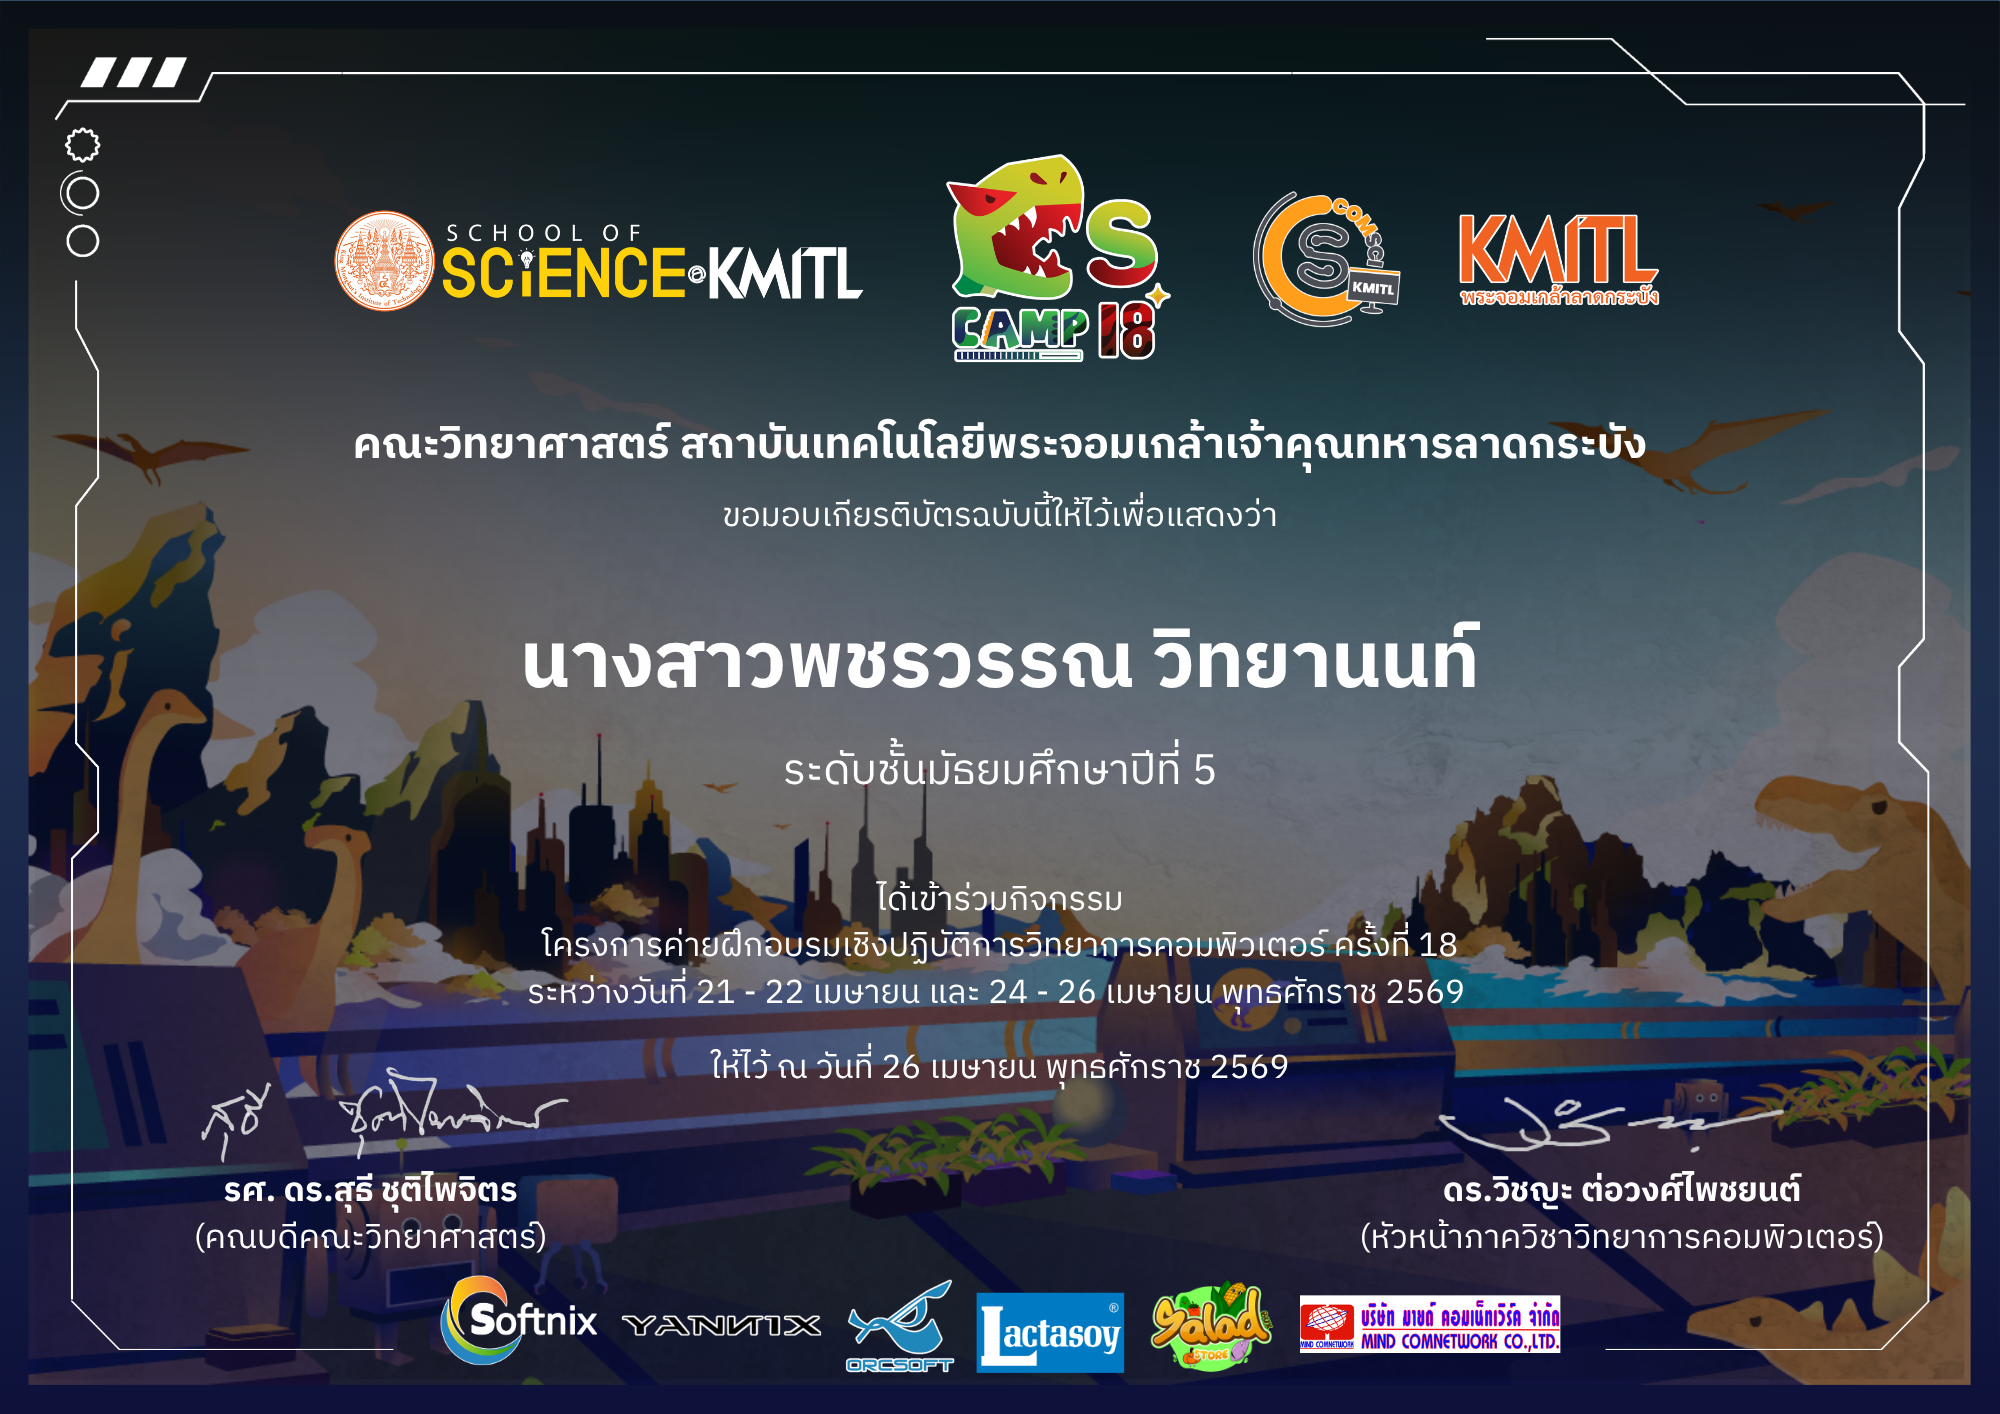 SCHOOL OF
SCIENCE @ KMITL
CS
CAMP 18
COMSCI
CS
KMITL
KMITL
พระจอมเกล้าลาดกระบัง
คณะวิทยาศาสตร์ สถาบันเทคโนโลยีพระจอมเกล้าเจ้าคุณทหารลาดกระบัง
ขอมอบเกียรติบัตรฉบับนี้ให้ไว้เพื่อแสดงว่า
นางสาวพชรวรรณ วิทยานนท์
ระดับชั้นมัธยมศึกษาปีที่ 5
ได้เข้าร่วมกิจกรรม
โครงการค่ายฝึกอบรมเชิงปฏิบัติการวิทยาการคอมพิวเตอร์ ครั้งที่ 18
ระหว่างวันที่ 21 - 22 เมษายน และ 24 - 26 เมษายน พุทธศักราช 2569
ให้ไว้ ณ วันที่ 26 เมษายน พุทธศักราช 2569
รศ. ดร.สุธี ชุติไพจิตร
(คณบดีคณะวิทยาศาสตร์)
ดร.วิชญะ ต่อวงศ์ไพชยนต์
(หัวหน้าภาควิชาวิทยาการคอมพิวเตอร์)
Softnix
YANNIX
ORCSOFT
Lactasoy ®
Salad
STORE
MIND COMNETWORK
บริษัท มายด์ คอมเน็ทเวิร์ค จำกัด
MIND COMNETWORK CO.,LTD.